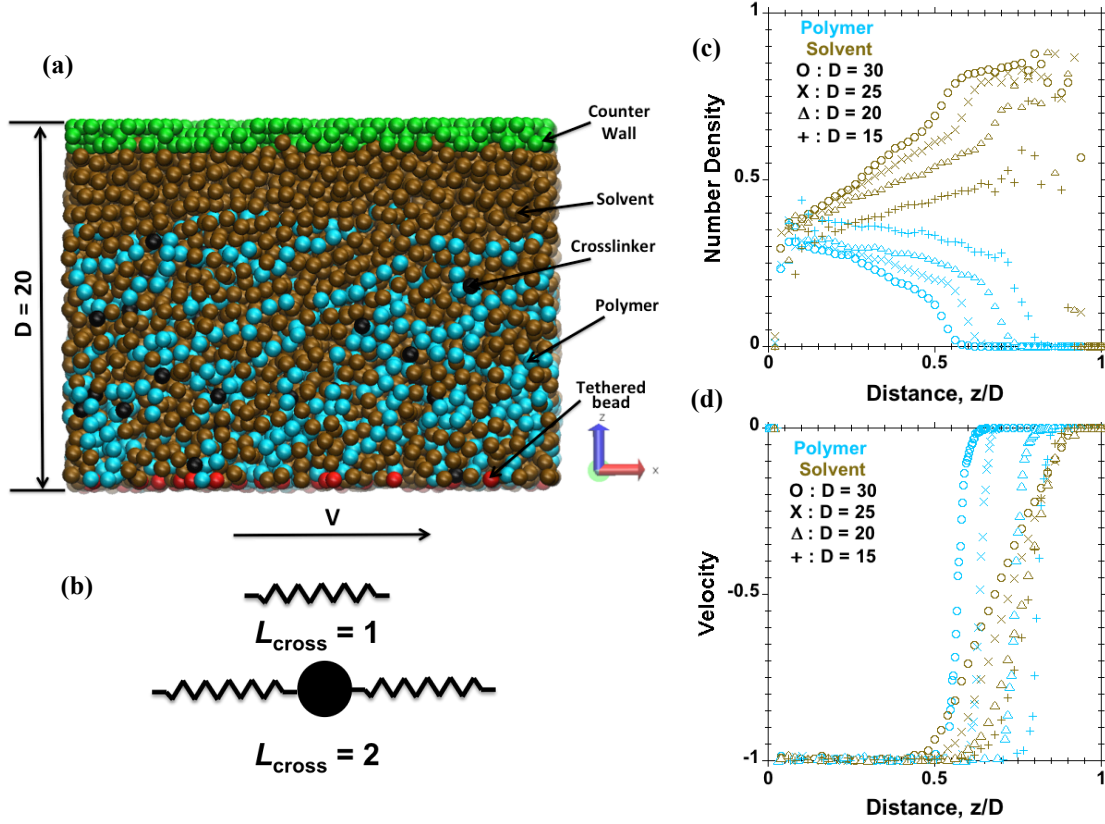 (a)
Counter
Wall
Solvent
Crosslinker
Polymer
Tethered
bead
D = 20
z
x
V
(b)
Lcross = 1
Lcross = 2
(c)
1
Polymer
Solvent
O : D = 30
X : D = 25
Δ : D = 20
+ : D = 15
0.5
0
Number Density
0
0.5
1
Distance, z/D
(d)
0
Polymer
Solvent
O : D = 30
X : D = 25
Δ : D = 20
+ : D = 15
-0.5
-1
Velocity
0
0.5
1
Distance, z/D